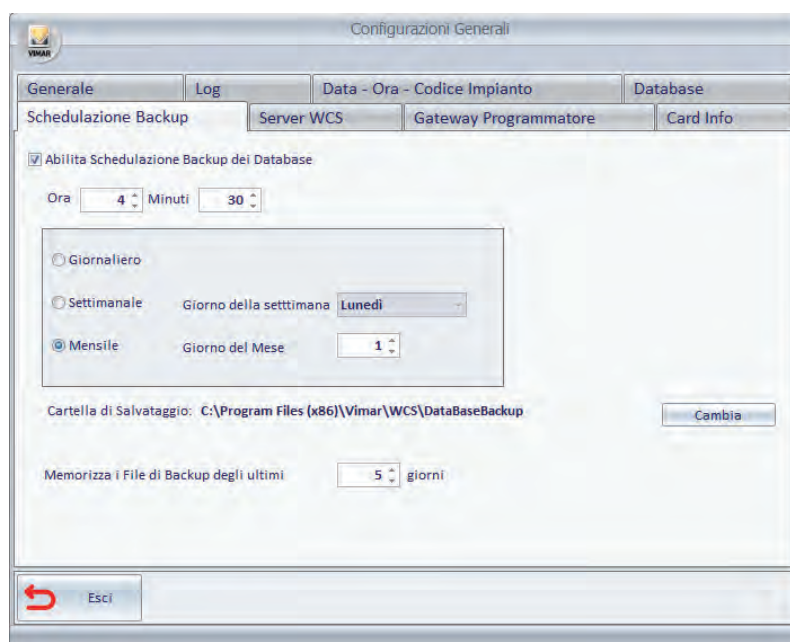 Configurazioni Generali
VIMAR
Generale Log Data - Ora - Codice Impianto Database
Schedulazione Backup Server WCS Gateway Programmatore Card Info
Abilita Schedulazione Backup dei Database
Ora 4 Minuti 30
Giornaliero
Settimanale Giorno della setttimana Lunedì
Mensile Giorno del Mese 1
Cartella di Salvataggio: C:\Program Files (x86)\Vimar\WCS\DataBaseBackup Cambia
Memorizza i File di Backup degli ultimi 5 giorni
Esci